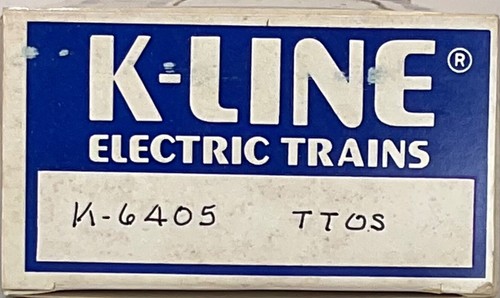 K-LINE®
ELECTRIC TRAINS
K-6405 TTOS